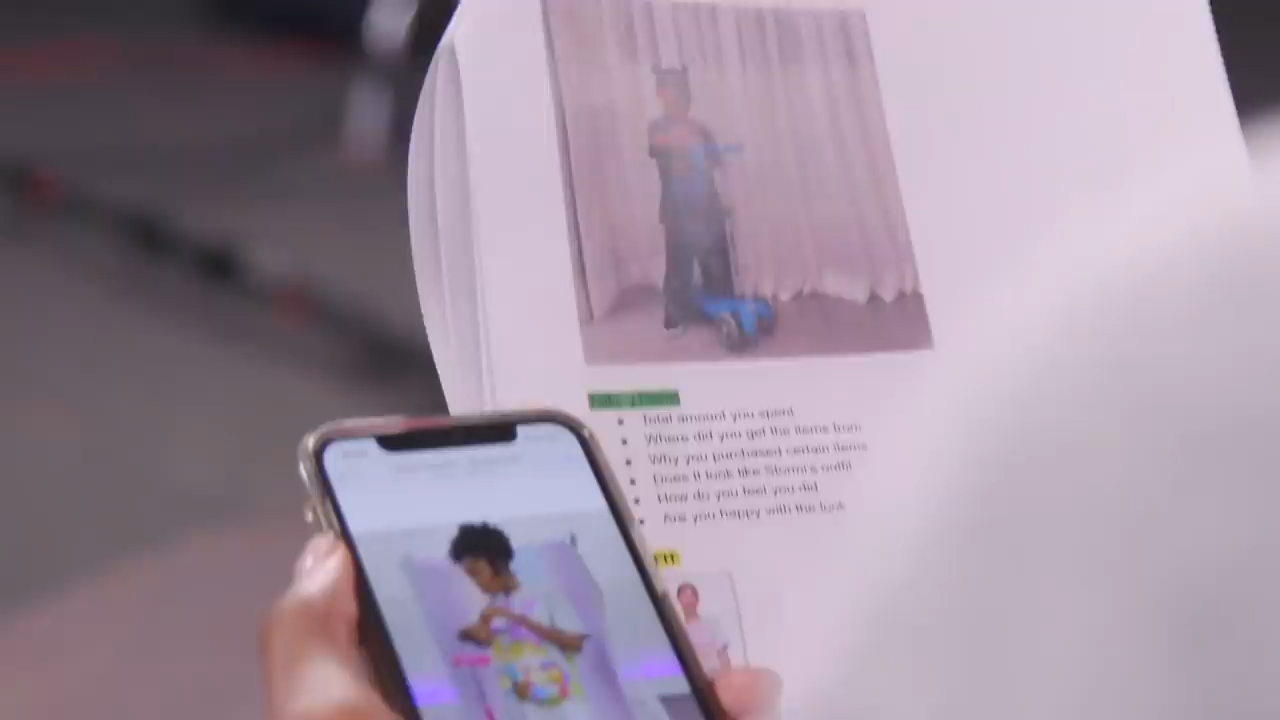 Total amount you spent
Where did you get the items from
Why you purchased certain items
Does it look like Stormi's outfit
How do you feel you did
Are you happy with the look
FIT